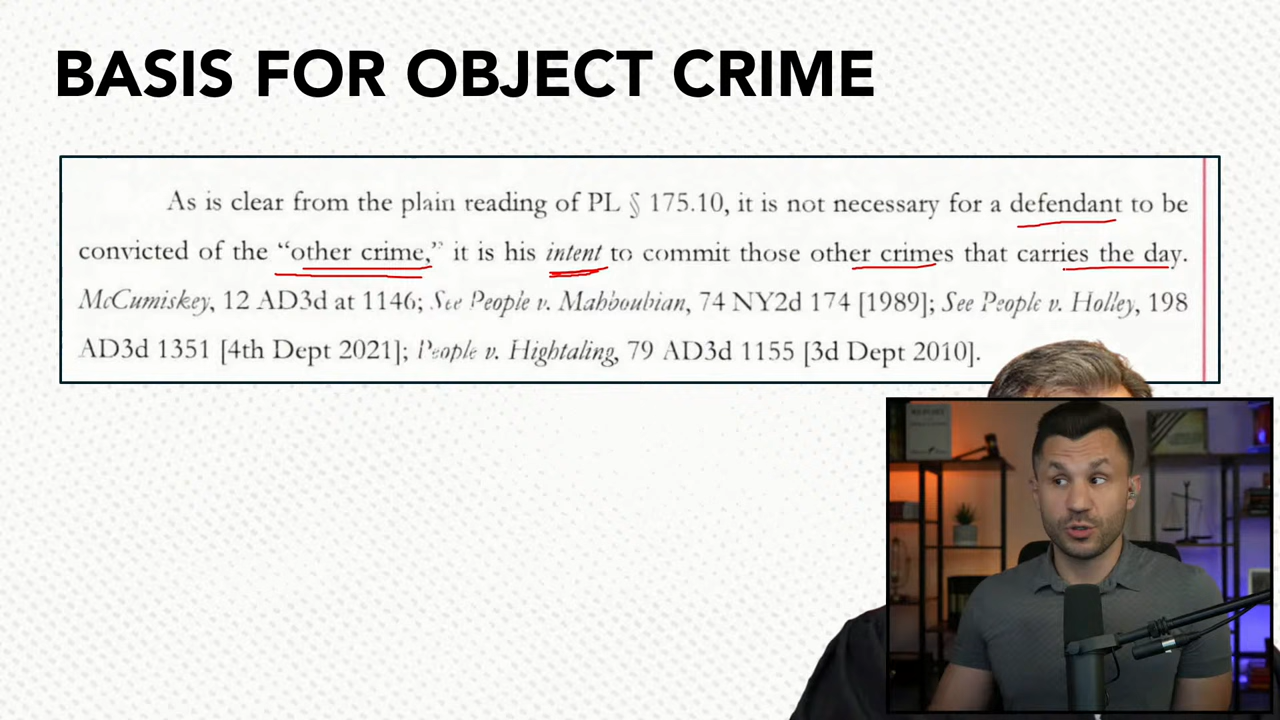 BASIS FOR OBJECT CRIME
As is clear from the plain reading of PL § 175.10, it is not necessary for a defendant to be
convicted of the “other crime,” it is his intent to commit those other crimes that carries the day.
McCumiskey, 12 AD3d at 1146; See People v. Mahboubian, 74 NY2d 174 [1989]; See People v. Holley, 198
AD3d 1351 [4th Dept 2021]; People v. Hightaling, 79 AD3d 1155 [3d Dept 2010].